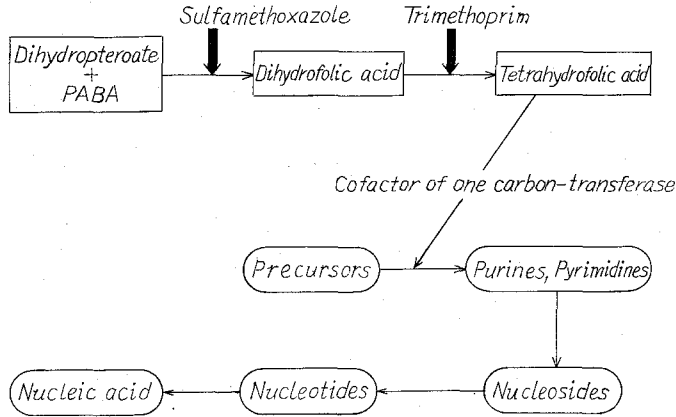 Sulfamethoxazole
Trimethoprim
Dihydropteroate
+
PABA
Dihydrofolic acid
Tetrahydrofolic acid
Cofactor of one carbon-transferase
Precursors
Purines, Pyrimidines
Nucleic acid
Nucleotides
Nucleosides